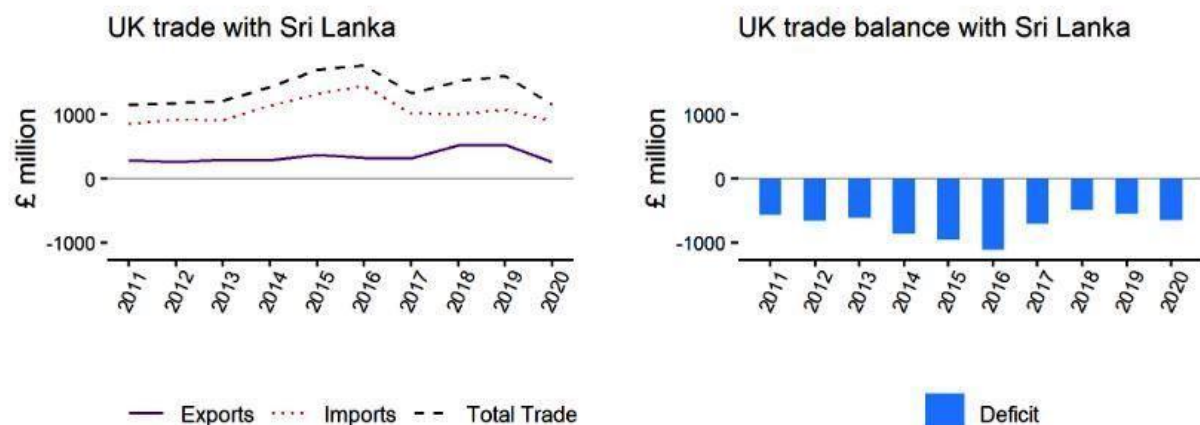 UK trade with Sri Lanka
£ million
1000
0
-1000
2011 2012 2013 2014 2015 2016 2017 2018 2019 2020
Exports Imports Total Trade
UK trade balance with Sri Lanka
£ million
1000
0
-1000
2011 2012 2013 2014 2015 2016 2017 2018 2019 2020
Deficit